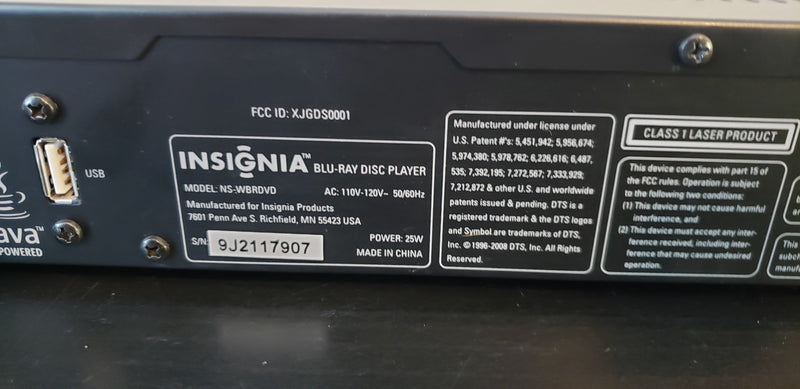 FCC ID: XJGDS0001
USB
Java™
POWERED
INSIGNIA™ BLU-RAY DISC PLAYER
MODEL: NS-WBRDVD AC: 110V-120V~ 50/60Hz
Manufactured for Insignia Products
7601 Penn Ave S. Richfield, MN 55423 USA
S/N: 9J2117907
POWER: 25W
MADE IN CHINA
Manufactured under license under
U.S. Patent #'s: 5,451,942; 5,956,674;
5,974,380; 5,978,762; 6,226,616; 6,487,
535; 7,392,195; 7,272,567; 7,333,929;
7,212,872 & other U.S. and worldwide
patents issued & pending. DTS is a
registered trademark & the DTS logos
and Symbol are trademarks of DTS,
Inc. © 1996-2008 DTS, Inc. All Rights
Reserved.
CLASS 1 LASER PRODUCT
This device complies with part 15 of
the FCC rules. Operation is subject
to the following two conditions:
(1) This device may not cause harmful
interference, and
(2) This device must accept any inter-
ference received, including inter-
ference that may cause undesired
operation.
This